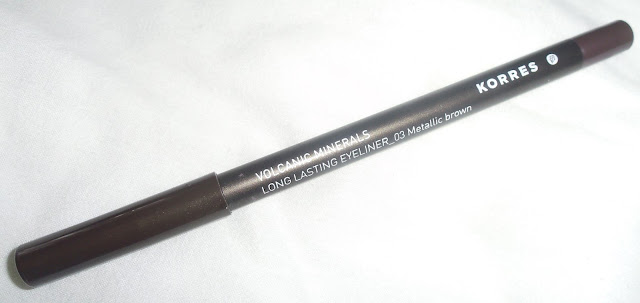 KORRES
VOLCANIC MINERALS
LONG LASTING EYELINER_03 Metallic brown